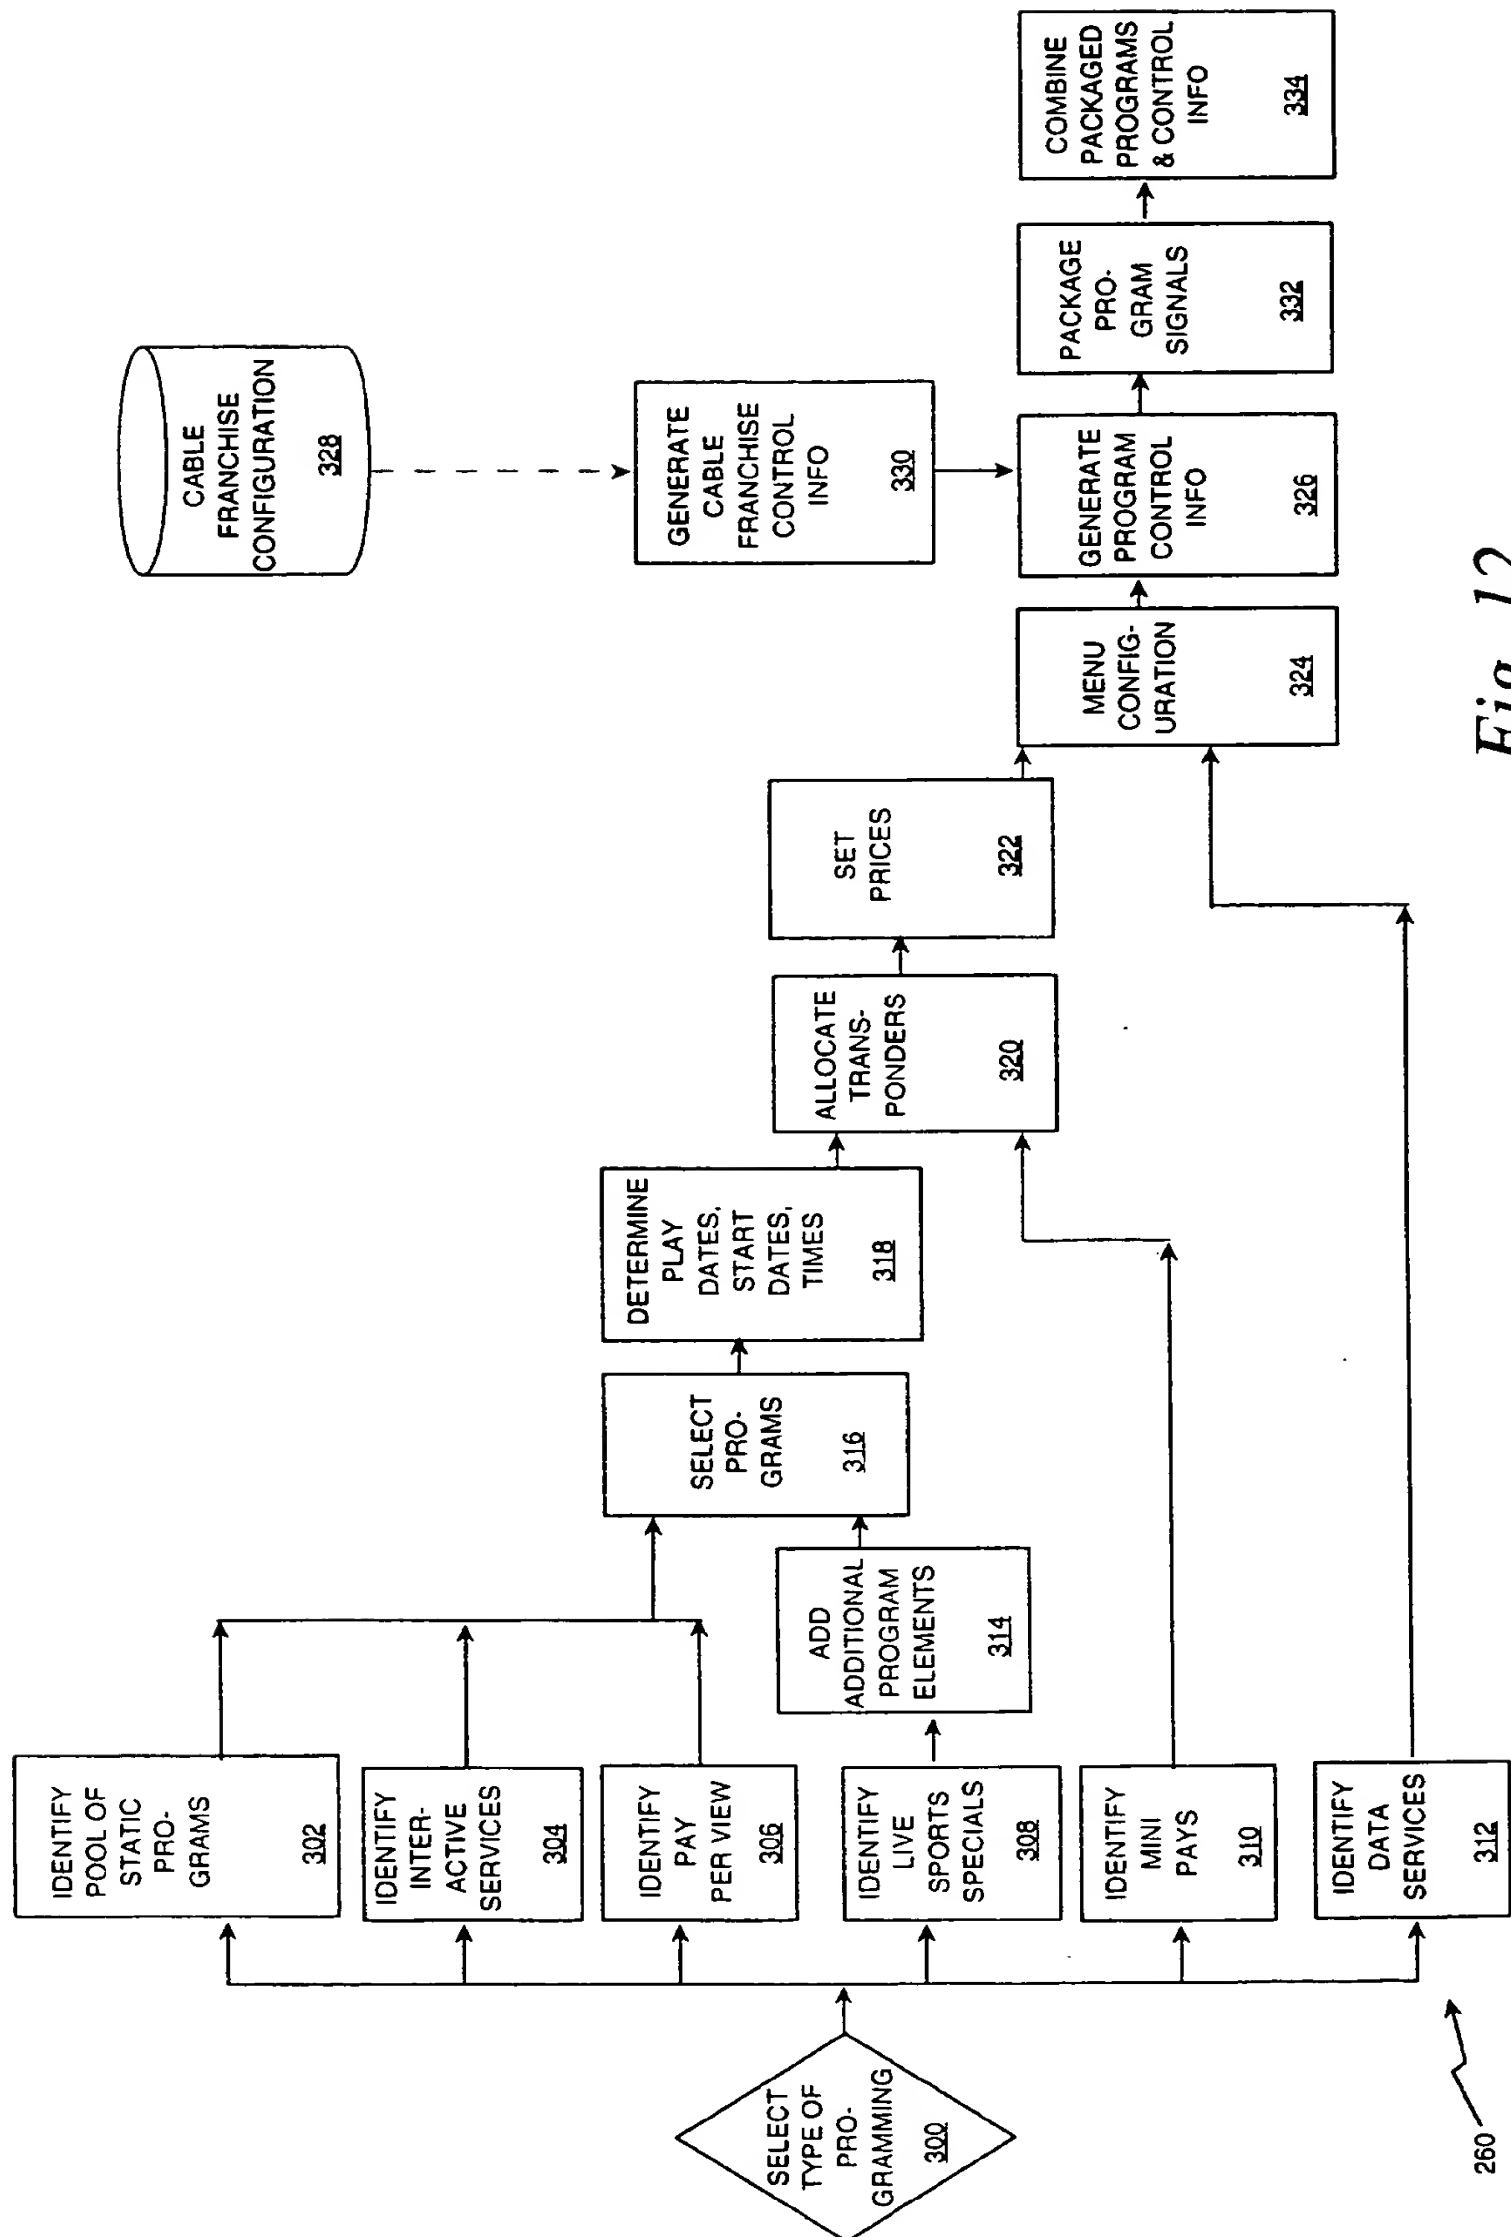 SELECT
TYPE OF
PRO-
GRAMMING
300
IDENTIFY
POOL OF
STATIC
PRO-
GRAMS
302
IDENTIFY
INTER-
ACTIVE
SERVICES
304
IDENTIFY
PAY
PER VIEW
306
IDENTIFY
LIVE
SPORTS
SPECIALS
308
IDENTIFY
MINI
PAYS
310
IDENTIFY
DATA
SERVICES
312
ADD
ADDITIONAL
PROGRAM
ELEMENTS
314
SELECT
PRO-
GRAMS
316
DETERMINE
PLAY
DATES,
START
DATES,
TIMES
318
ALLOCATE
TRANS-
PONDERS
320
SET
PRICES
322
MENU
CONFIG-
URATION
324
CABLE
FRANCHISE
CONFIGURATION
328
GENERATE
CABLE
FRANCHISE
CONTROL
INFO
330
GENERATE
PROGRAM
CONTROL
INFO
326
PACKAGE
PRO-
GRAM
SIGNALS
332
COMBINE
PACKAGED
PROGRAMS
& CONTROL
INFO
334
260
Fig. 12